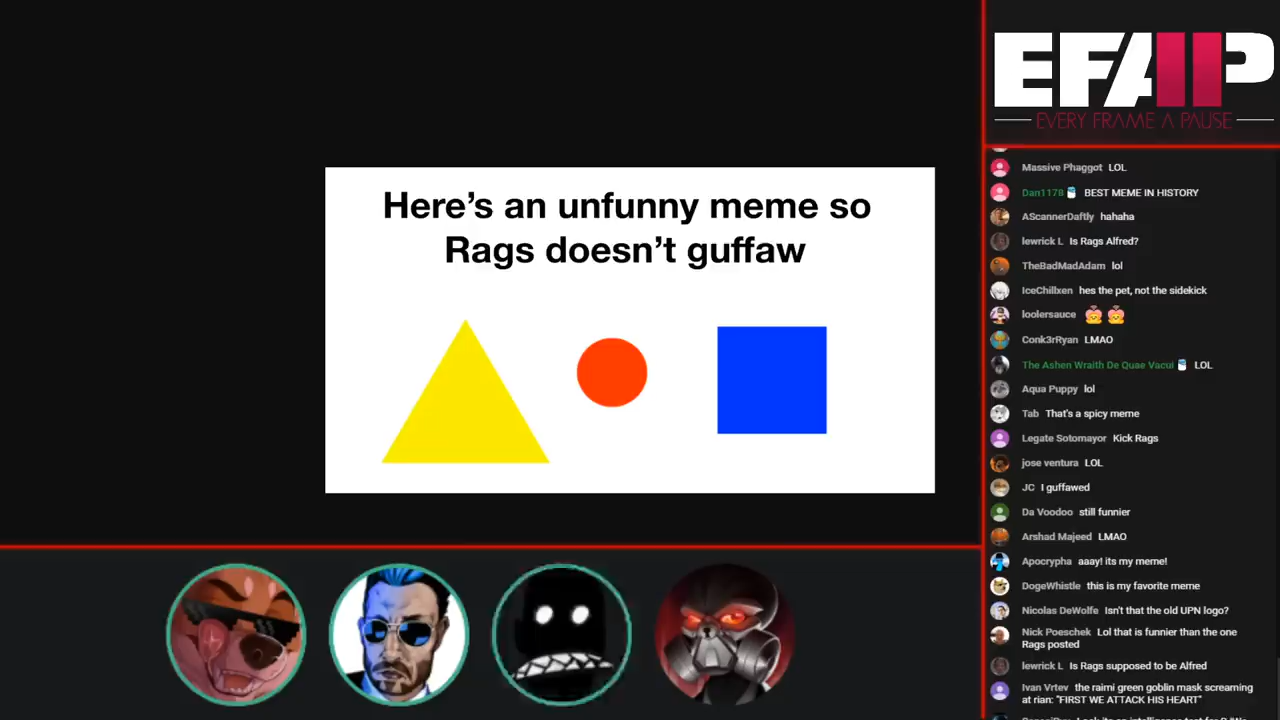 Here's an unfunny meme so
Rags doesn't guffaw
EFAP
EVERY FRAME A PAUSE
Massive Phaggot LOL
Dan1178 BEST MEME IN HISTORY
AScannerDaftly hahaha
lewrick L Is Rags Alfred?
TheBadMadAdam lol
IceChillxen hes the pet, not the sidekick
loolersauce
Conk3rRyan LMAO
The Ashen Wraith De Quae Vacui LOL
Aqua Puppy lol
Tab That's a spicy meme
Legate Sotomayor Kick Rags
jose ventura LOL
JC I guffawed
Da Voodoo still funnier
Arshad Majeed LMAO
Apocrypha aaay! its my meme!
DogeWhistle this is my favorite meme
Nicolas DeWolfe Isn't that the old UPN logo?
Nick Poeschek Lol that is funnier than the one
Rags posted
lewrick L Is Rags supposed to be Alfred
Ivan Vrtev the raimi green goblin mask screaming
at rian: "FIRST WE ATTACK HIS HEART"